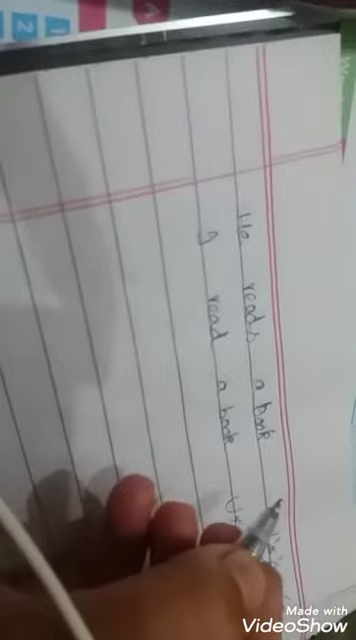 He reads a book
I read a book
Made with
VideoShow